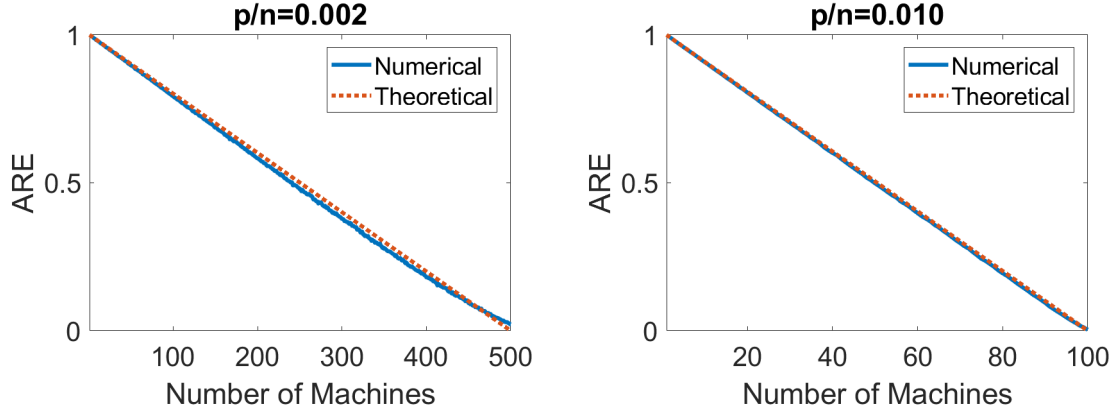 p/n=0.002
1
0.5
0
ARE
100 200 300 400 500
Number of Machines
Numerical
Theoretical
p/n=0.010
1
0.5
0
ARE
20 40 60 80 100
Number of Machines
Numerical
Theoretical